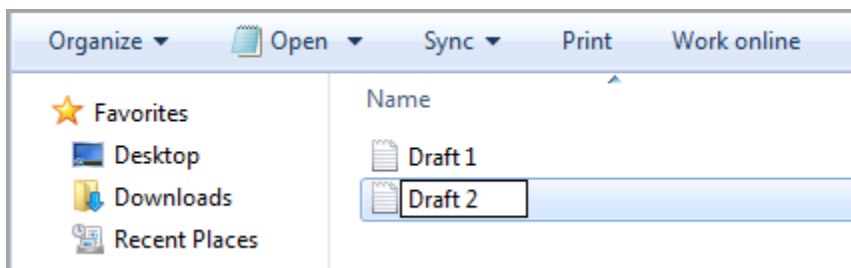 Organize Open Sync Print Work online
Favorites
Desktop
Downloads
Recent Places
Name
Draft 1
Draft 2